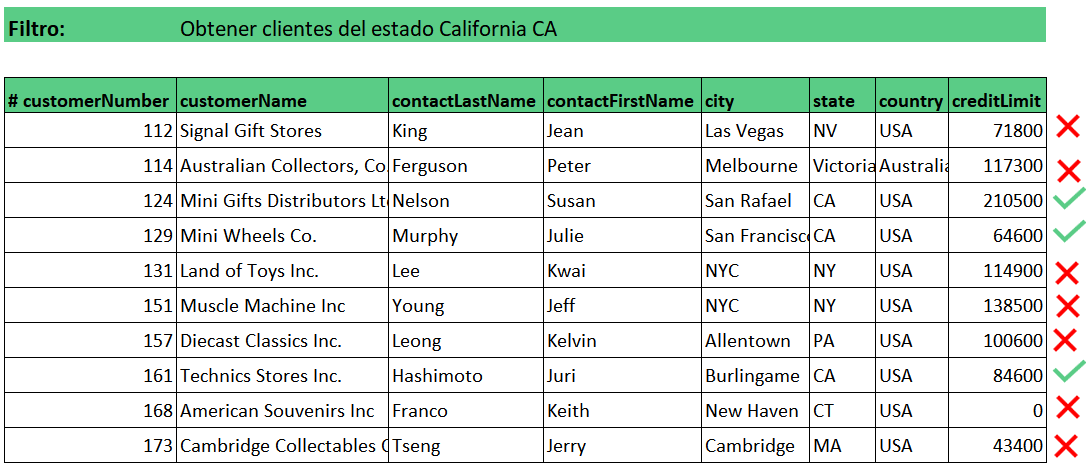 Filtro: Obtener clientes del estado California CA
# customerNumber customerName contactLastName contactFirstName city state country creditLimit
112 Signal Gift Stores King Jean Las Vegas NV USA 71800
114 Australian Collectors, Co. Ferguson Peter Melbourne Victoria Australia 117300
124 Mini Gifts Distributors Lt Nelson Susan San Rafael CA USA 210500
129 Mini Wheels Co. Murphy Julie San Francisc CA USA 64600
131 Land of Toys Inc. Lee Kwai NYC NY USA 114900
151 Muscle Machine Inc Young Jeff NYC NY USA 138500
157 Diecast Classics Inc. Leong Kelvin Allentown PA USA 100600
161 Technics Stores Inc. Hashimoto Juri Burlingame CA USA 84600
168 American Souvenirs Inc Franco Keith New Haven CT USA 0
173 Cambridge Collectables C Tseng Jerry Cambridge MA USA 43400